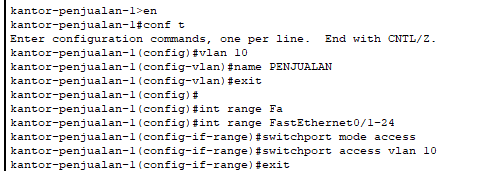 kantor-penjualan-1>en
kantor-penjualan-1#conf t
Enter configuration commands, one per line.  End with CNTL/Z.
kantor-penjualan-1(config)#vlan 10
kantor-penjualan-1(config-vlan)#name PENJUALAN
kantor-penjualan-1(config-vlan)#exit
kantor-penjualan-1(config)#
kantor-penjualan-1(config)#int range Fa
kantor-penjualan-1(config)#int range FastEthernet0/1-24
kantor-penjualan-1(config-if-range)#switchport mode access
kantor-penjualan-1(config-if-range)#switchport access vlan 10
kantor-penjualan-1(config-if-range)#exit